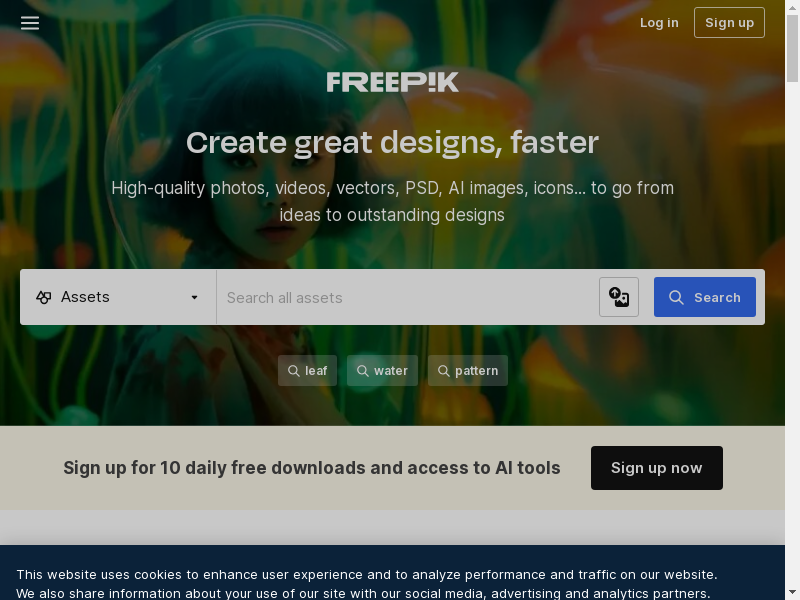 Log in
Sign up
FREEPIK
Create great designs, faster
High-quality photos, videos, vectors, PSD, AI images, icons... to go from
ideas to outstanding designs
Assets
Search all assets
Search
leaf
water
pattern
Sign up for 10 daily free downloads and access to AI tools
Sign up now
This website uses cookies to enhance user experience and to analyze performance and traffic on our website.
We also share information about your use of our site with our social media, advertising and analytics partners.